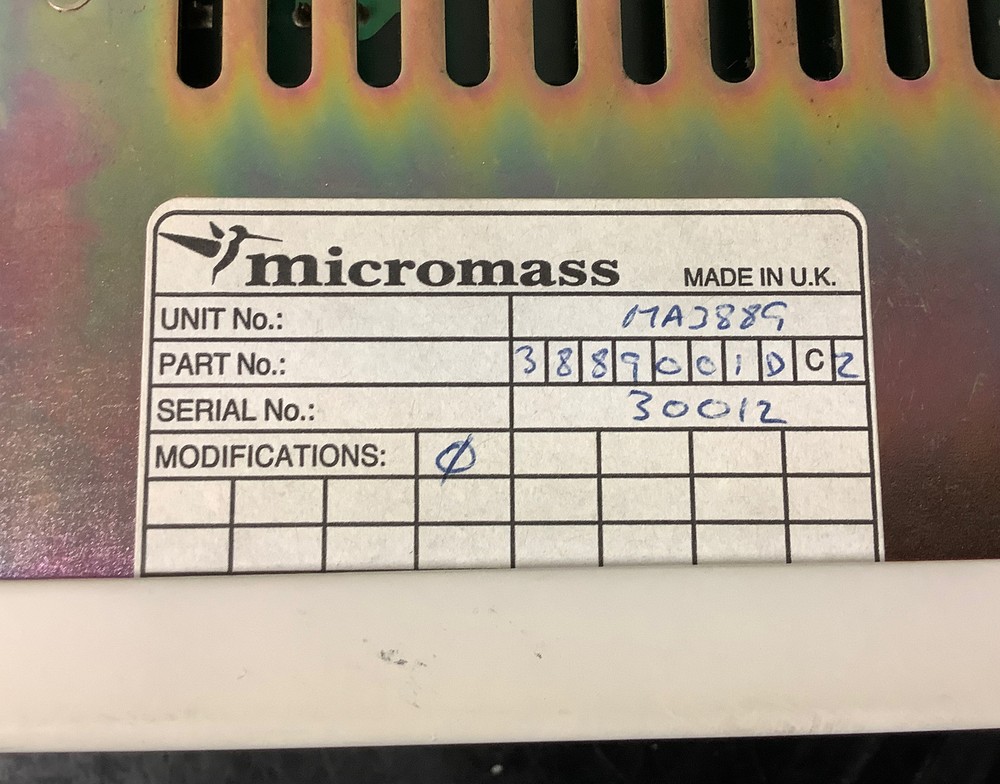 micromass MADE IN U.K.
UNIT No.: MA3889
PART No.: 3889001DC2
SERIAL No.: 30012
MODIFICATIONS: Ø